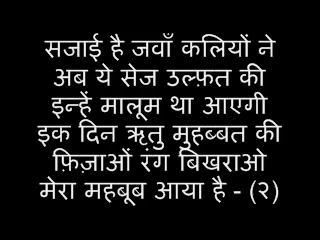 सजाई है जवाँ कलियों ने
अब ये सेज उल्फ़त की
इन्हें मालूम था आएगी
इक दिन ऋतु मुहब्बत की
फ़िज़ाओं रंग बिखराओ
मेरा महबूब आया है - (२)